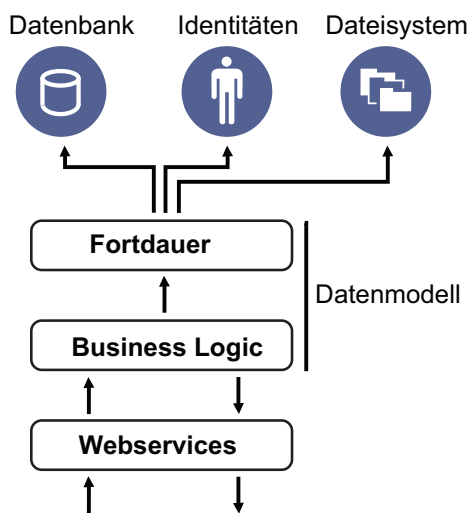 Datenbank Identitäten Dateisystem
Fortdauer
Datenmodell
Business Logic
Webservices